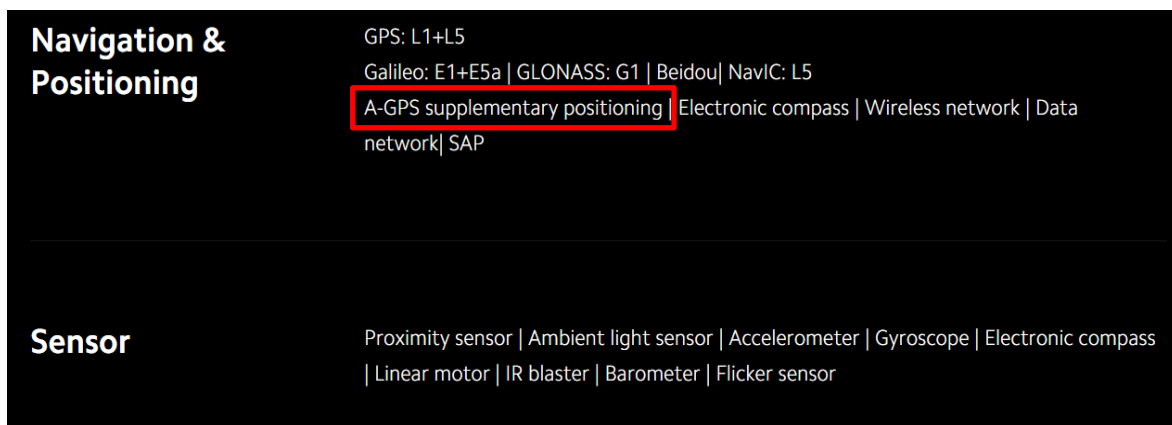 Navigation &
Positioning
GPS: L1+L5
Galileo: E1+E5a | GLONASS: G1 | Beidou| NavIC: L5
A-GPS supplementary positioning | Electronic compass | Wireless network | Data
network| SAP
Sensor
Proximity sensor | Ambient light sensor | Accelerometer | Gyroscope | Electronic compass
| Linear motor | IR blaster | Barometer | Flicker sensor